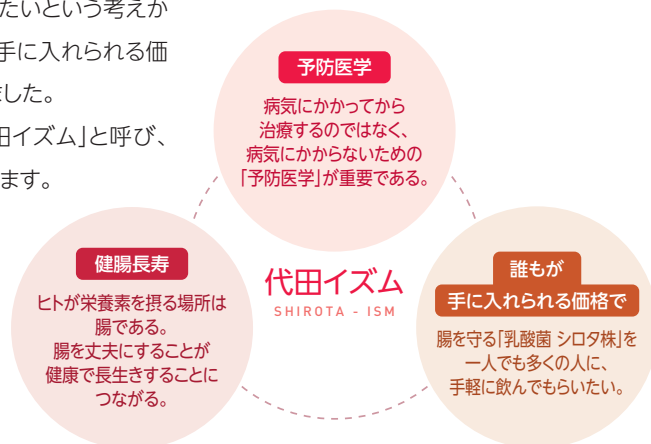 たいという考えか
手に入れられる価
した。
イズム」と呼び、
ます。
予防医学
病気にかかってから
治療するのではなく、
病気にかからないための
「予防医学」が重要である。
健腸長寿
ヒトが栄養素を摂る場所は
腸である。
腸を丈夫にすることが
健康で長生きすることに
つながる。
代田イズム
SHIROTA - ISM
誰もが
手に入れられる価格で
腸を守る「乳酸菌 シロタ株」を
一人でも多くの人に、
手軽に飲んでもらいたい。